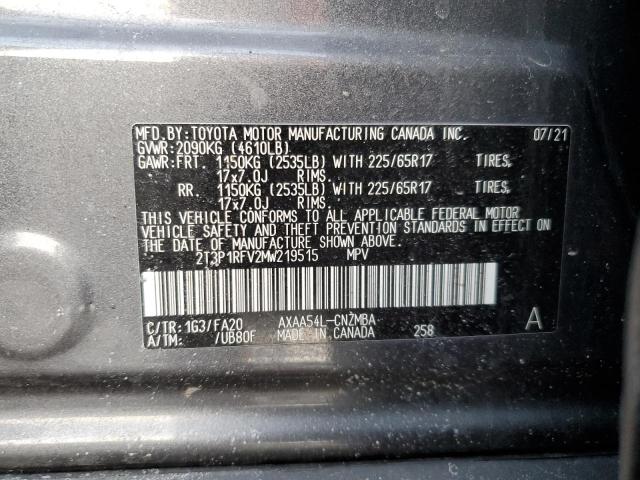 MFD.BY:TOYOTA MOTOR MANUFACTURING CANADA INC. 07/21
GVWR:2090KG (4610LB)
GAWR:FRT 1150KG (2535LB) WITH 225/65R17 TIRES,
17x7.0J RIMS.
RR 1150KG (2535LB) WITH 225/65R17 TIRES,
17x7.0J RIMS.
THIS VEHICLE CONFORMS TO ALL APPLICABLE FEDERAL MOTOR
VEHICLE SAFETY AND THEFT PREVENTION STANDARDS IN EFFECT ON
THE DATE OF MANUFACTURE SHOWN ABOVE.
2T3P1RFV2MW219515 MPV
C/TR:1G3/FA20 AXAA54L-CNZMBA A
A/TM: /UB80F MADE IN CANADA 258